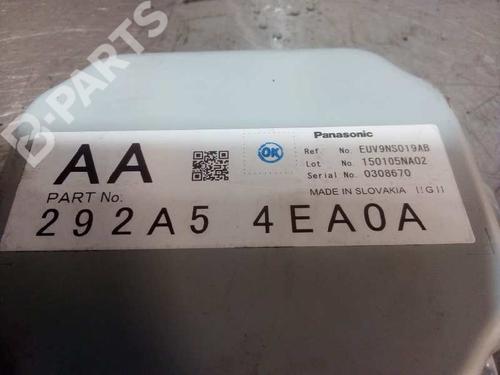 B-PARTS
Panasonic
OK
Ref. No. EUV9NS019AB
Lot No. 150105NA02
Serial No. 0308670
MADE IN SLOVAKIA !!G!!
AA
PART No.
292A5 4EA0A